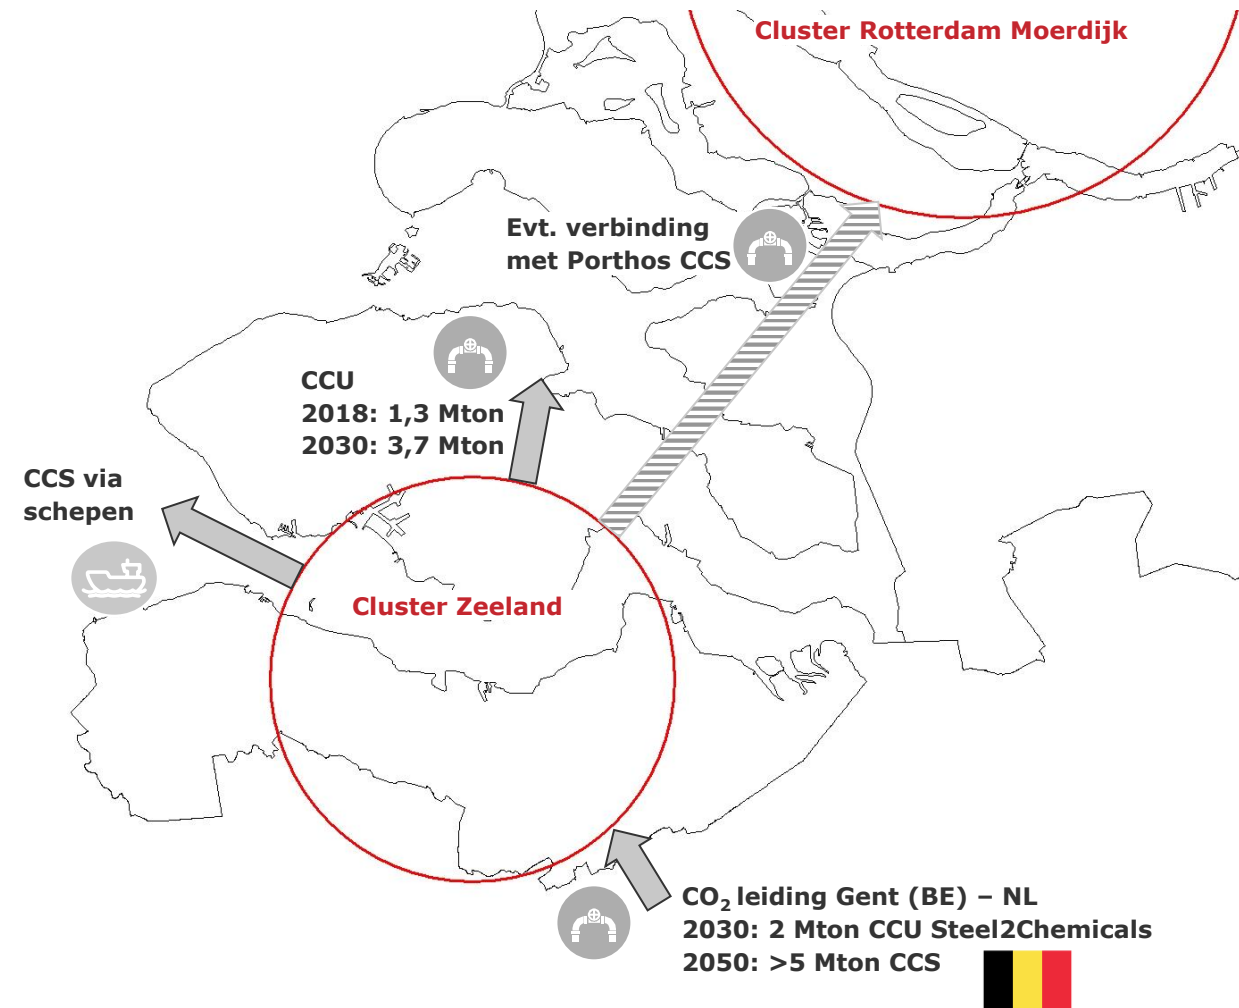 Cluster Rotterdam Moerdijk
Evt. verbinding
met Porthos CCS
CCU
2018: 1,3 Mton
2030: 3,7 Mton
CCS via
schepen
Cluster Zeeland
CO₂ leiding Gent (BE) – NL
2030: 2 Mton CCU Steel2Chemicals
2050: >5 Mton CCS